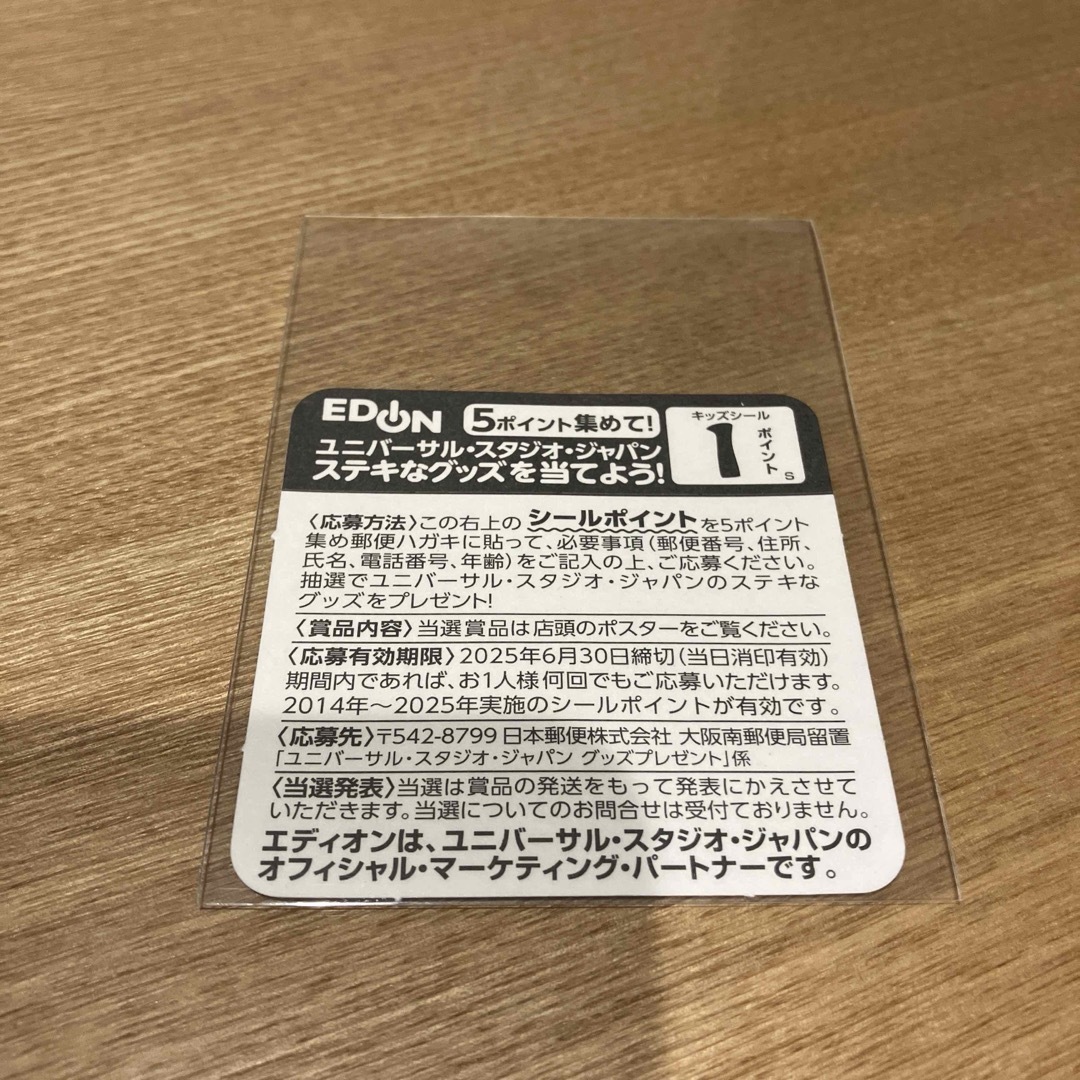 EDION
5ポイント集めて!
ユニバーサル・スタジオ・ジャパン
ステキなグッズを当てよう!
キッズシール
1
ポイント
S
〈応募方法〉この右上のシールポイントを5ポイント
集め郵便ハガキに貼って、必要事項(郵便番号、住所、
氏名、電話番号、年齢)をご記入の上、ご応募ください。
抽選でユニバーサル・スタジオ・ジャパンのステキな
グッズをプレゼント!
〈賞品内容〉当選賞品は店頭のポスターをご覧ください。
〈応募有効期限〉2025年6月30日締切(当日消印有効)
期間内であれば、お1人様何回でもご応募いただけます。
2014年〜2025年実施のシールポイントが有効です。
〈応募先〉〒542-8799 日本郵便株式会社 大阪南郵便局留置
「ユニバーサル・スタジオ・ジャパン グッズプレゼント」係
〈当選発表〉当選は賞品の発送をもって発表にかえさせて
いただきます。当選についてのお問合せは受付ておりません。
エディオンは、ユニバーサル・スタジオ・ジャパンの
オフィシャル・マーケティング・パートナーです。